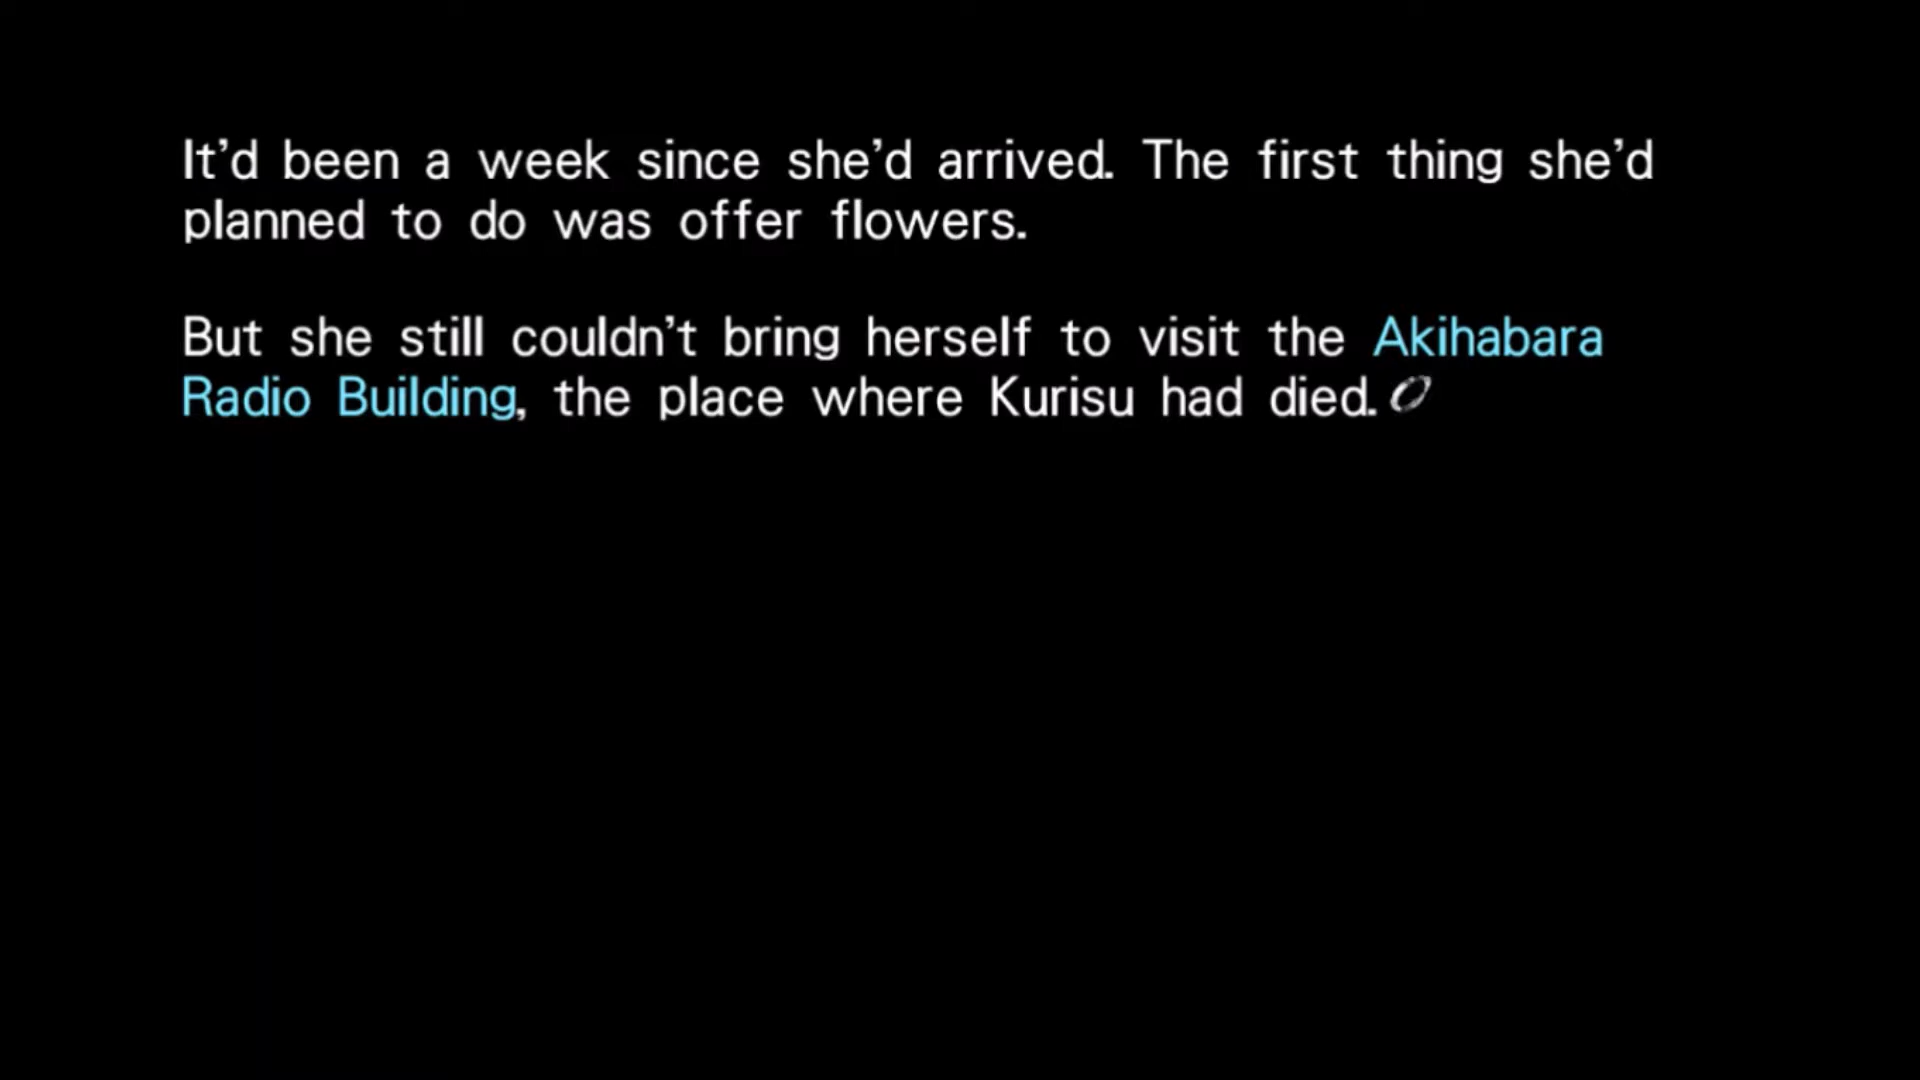 It’d been a week since she’d arrived. The first thing she’d
planned to do was offer flowers.
But she still couldn’t bring herself to visit the Akihabara
Radio Building, the place where Kurisu had died.